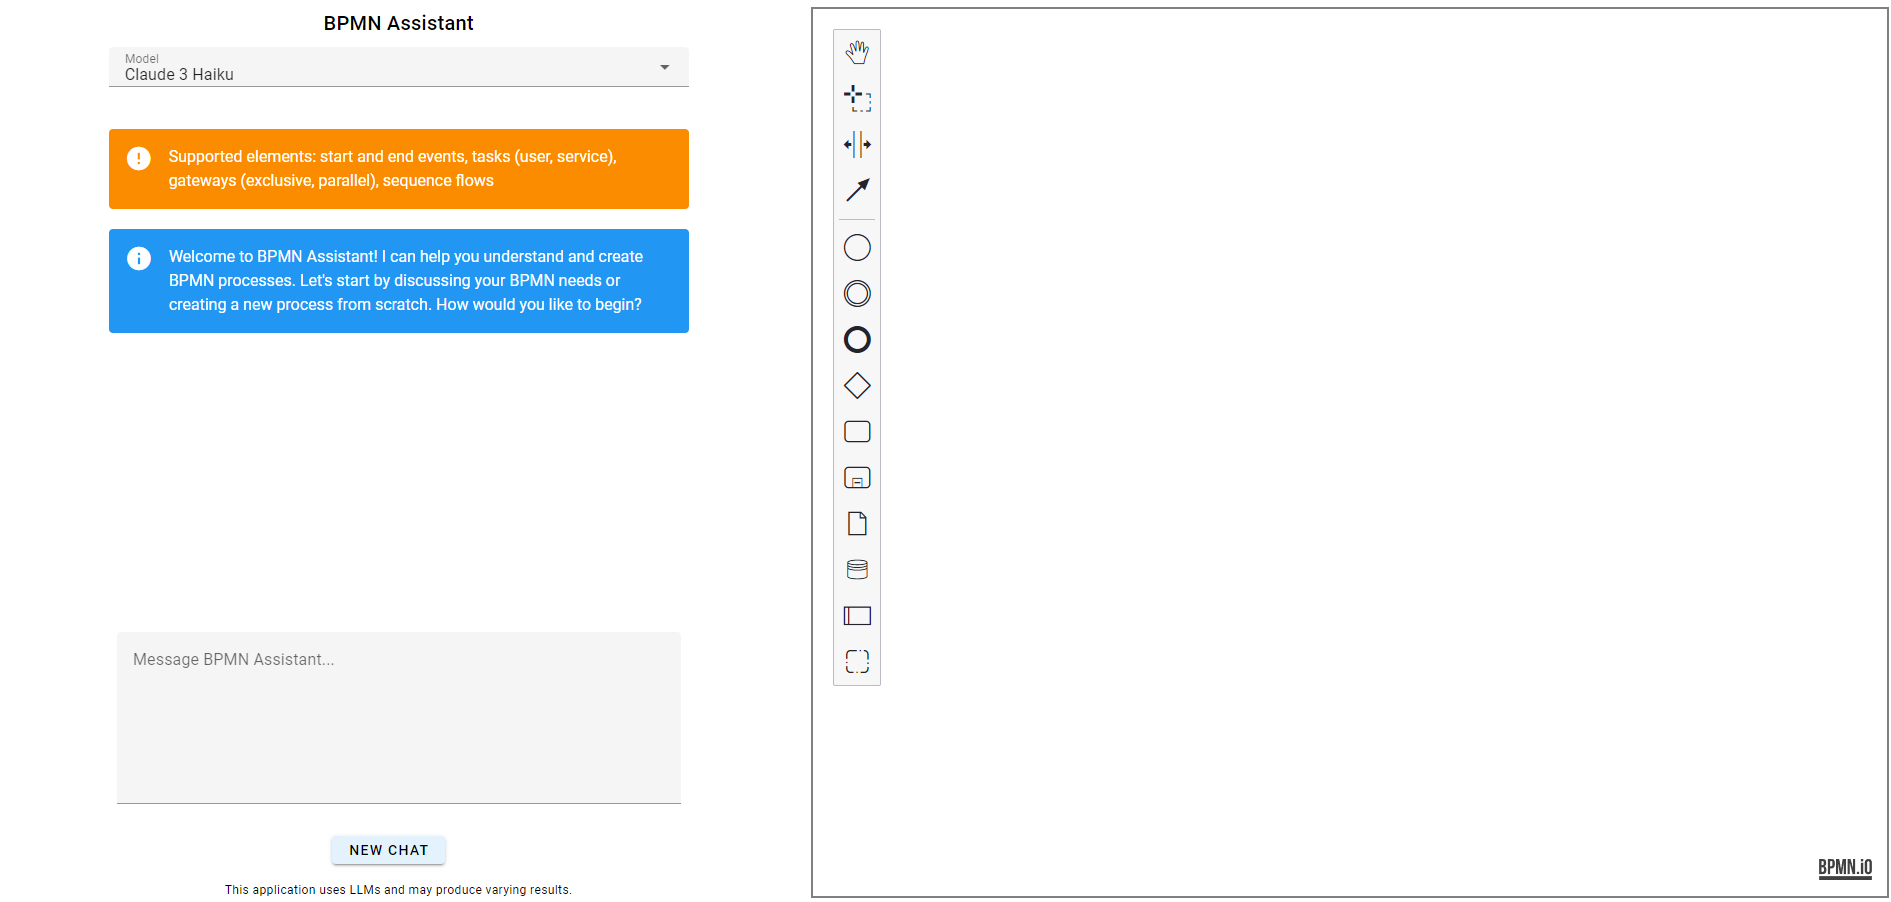 BPMN Assistant
Model
Claude 3 Haiku
Supported elements: start and end events, tasks (user, service),
gateways (exclusive, parallel), sequence flows
Welcome to BPMN Assistant! I can help you understand and create
BPMN processes. Let's start by discussing your BPMN needs or
creating a new process from scratch. How would you like to begin?
Message BPMN Assistant...
NEW CHAT
This application uses LLMs and may produce varying results.
BPMN.iO